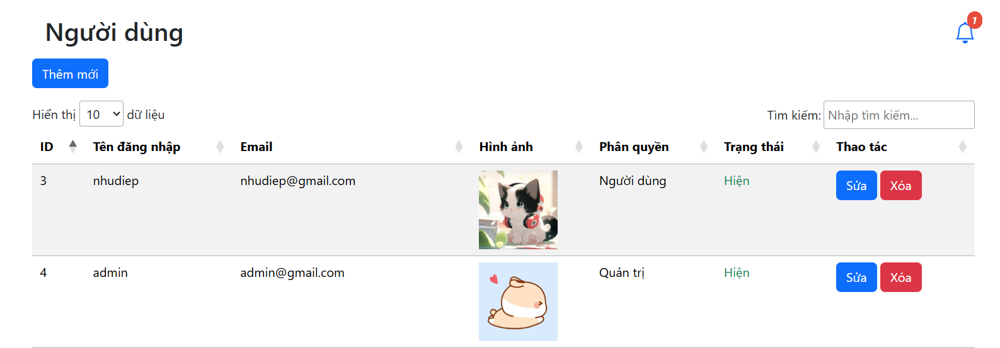 Người dùng
1
Thêm mới
Hiển thị 10 dữ liệu
Tìm kiếm: Nhập tìm kiếm...
ID Tên đăng nhập Email Hình ảnh Phân quyền Trạng thái Thao tác
3 nhudiep nhudiep@gmail.com Người dùng Hiện Sửa Xóa
4 admin admin@gmail.com Quản trị Hiện Sửa Xóa